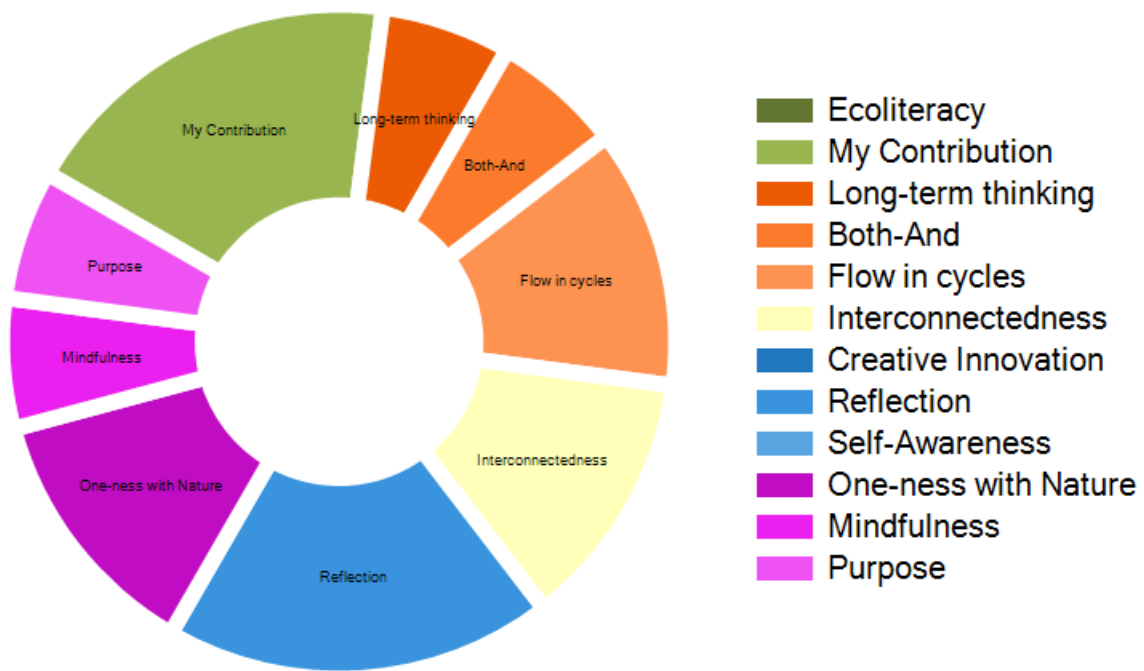 My Contribution
Long-term thinking
Both-And
Purpose
Flow in cycles
Mindfulness
Interconnectedness
One-ness with Nature
Reflection
Ecoliteracy
My Contribution
Long-term thinking
Both-And
Flow in cycles
Interconnectedness
Creative Innovation
Reflection
Self-Awareness
One-ness with Nature
Mindfulness
Purpose